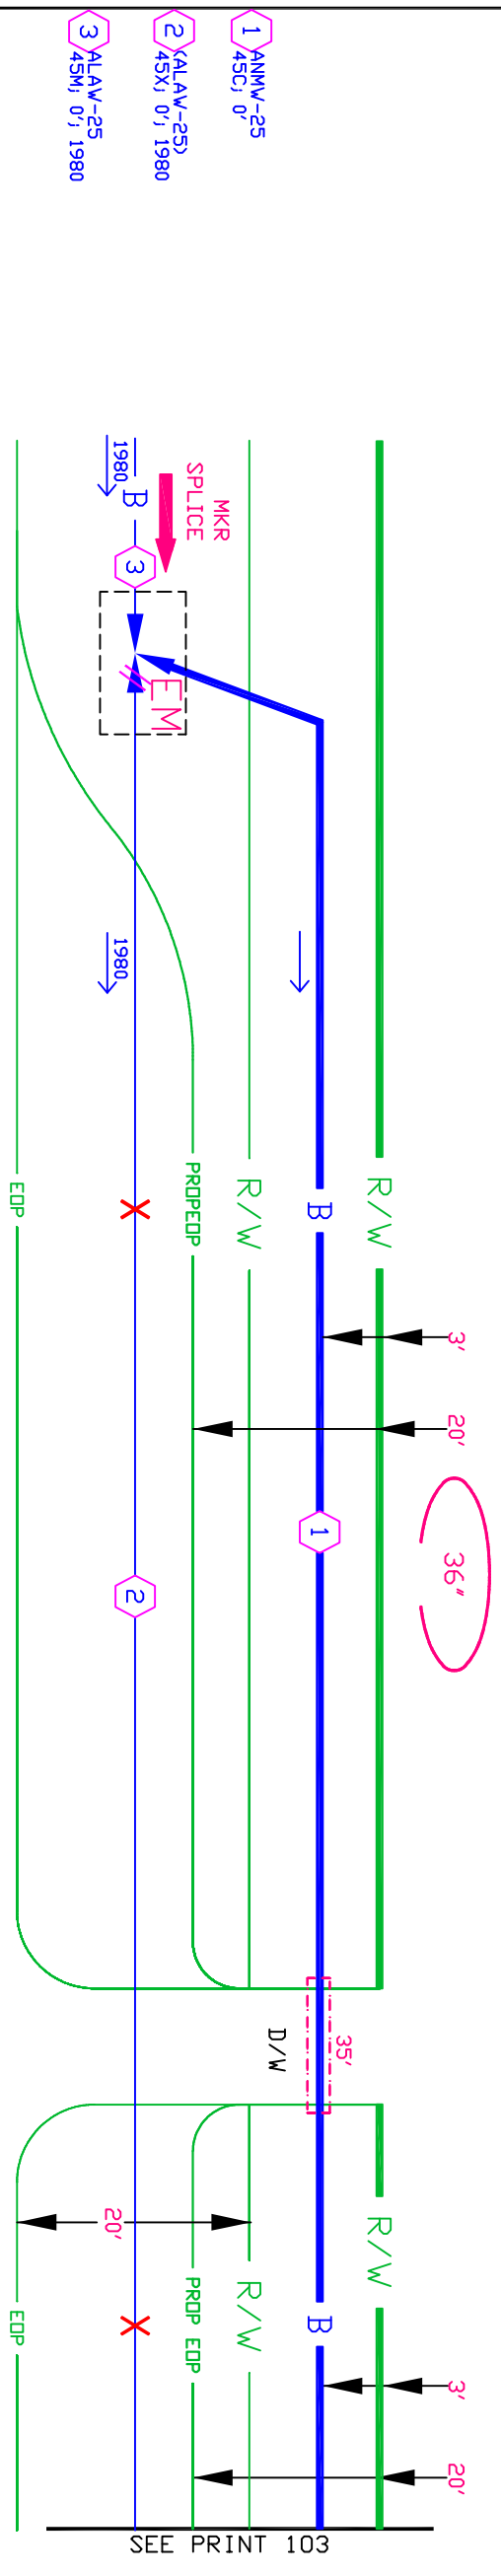 1
ANMW-25
45C; 0'
2
(ALAW-25)
45X; 0'; 1980
3
ALAW-25
45M; 0'; 1980
MKR
SPLICE
1980
B
3
EM
1980
R/W
B
R/W
PROPEOP
EOP
3'
20'
36"
1
2
35'
D/W
20'
R/W
B
R/W
PROP EOP
EOP
3'
20'
SEE PRINT 103